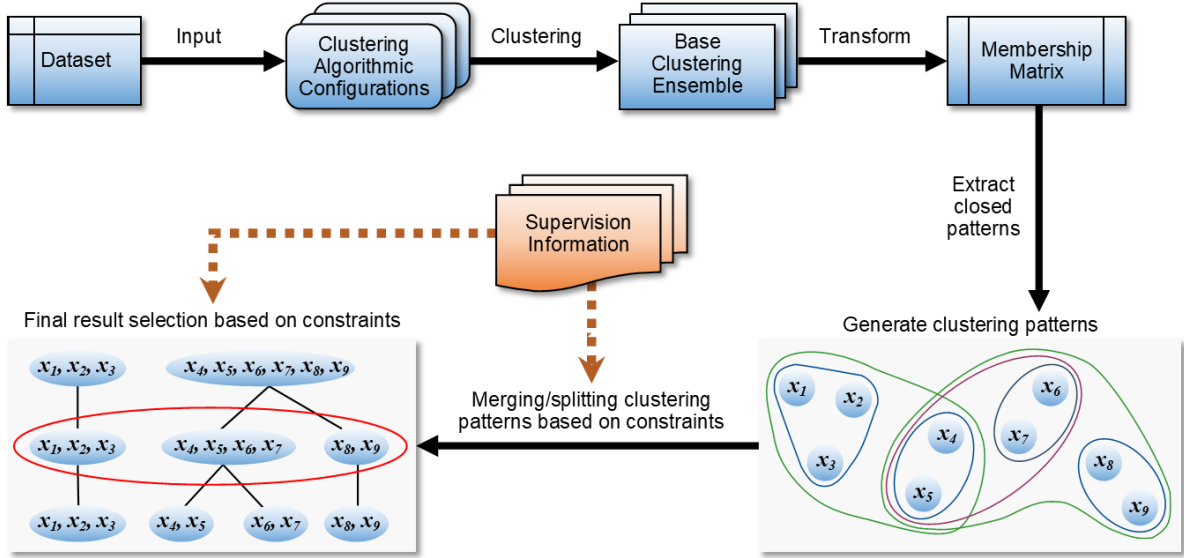 Dataset
Input
Clustering
Algorithmic
Configurations
Clustering
Base
Clustering
Ensemble
Transform
Membership
Matrix
Extract
closed
patterns
Supervision
Information
Final result selection based on constraints
x1, x2, x3
x4, x5, x6, x7, x8, x9
x1, x2, x3
x4, x5, x6, x7
x8, x9
x1, x2, x3
x4, x5
x6, x7
x8, x9
Merging/splitting clustering
patterns based on constraints
Generate clustering patterns
x1
x2
x3
x4
x5
x6
x7
x8
x9